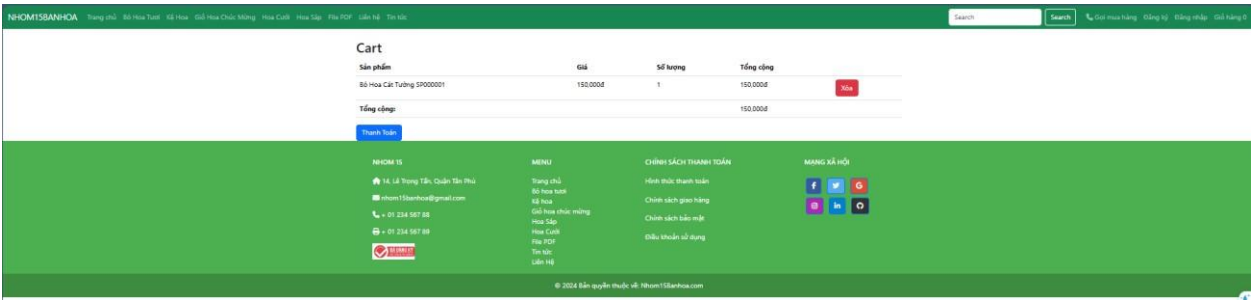 NHOM15BANHOA Trang chủ Bó Hoa Tươi Kệ Hoa Giỏ Hoa Chúc Mừng Hoa Cưới Hoa Sáp File PDF Liên hệ Tin tức Search Search Gọi mua hàng Đăng ký Đăng nhập Giỏ hàng 0
Cart
Sản phẩm Giá Số lượng Tổng cộng
Bó Hoa Cát Tường SP000001 150,000đ 1 150,000đ Xóa
Tổng cộng: 150,000đ
Thanh Toán
NHOM 15
14, Lê Trọng Tấn, Quận Tân Phú
nhom15banhoa@gmail.com
+ 01 234 567 88
+ 01 234 567 89
MENU
Trang chủ
Bó hoa tươi
Kệ hoa
Giỏ hoa chúc mừng
Hoa Sáp
Hoa Cưới
File PDF
Tin tức
Liên Hệ
CHÍNH SÁCH THANH TOÁN
Hình thức thanh toán
Chính sách giao hàng
Chính sách bảo mật
Điều khoản sử dụng
MẠNG XÃ HỘI
© 2024 Bản quyền thuộc về: Nhom15Banhoa.com